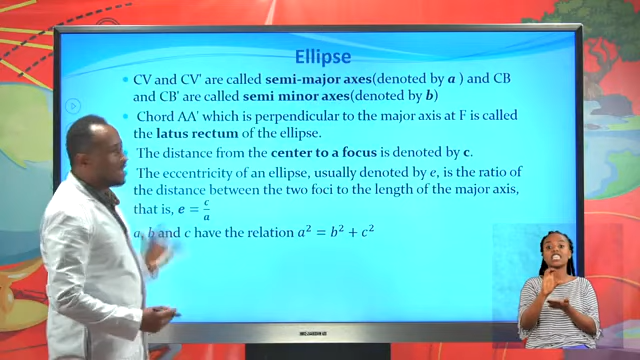 Ellipse
• CV and CV' are called semi-major axes(denoted by a ) and CB
and CB' are called semi minor axes(denoted by b)
• Chord AA' which is perpendicular to the major axis at F is called
the latus rectum of the ellipse.
• The distance from the center to a focus is denoted by c.
• The eccentricity of an ellipse, usually denoted by e, is the ratio of
the distance between the two foci to the length of the major axis,
that is, e = c/a
a, b and c have the relation a² = b² + c²